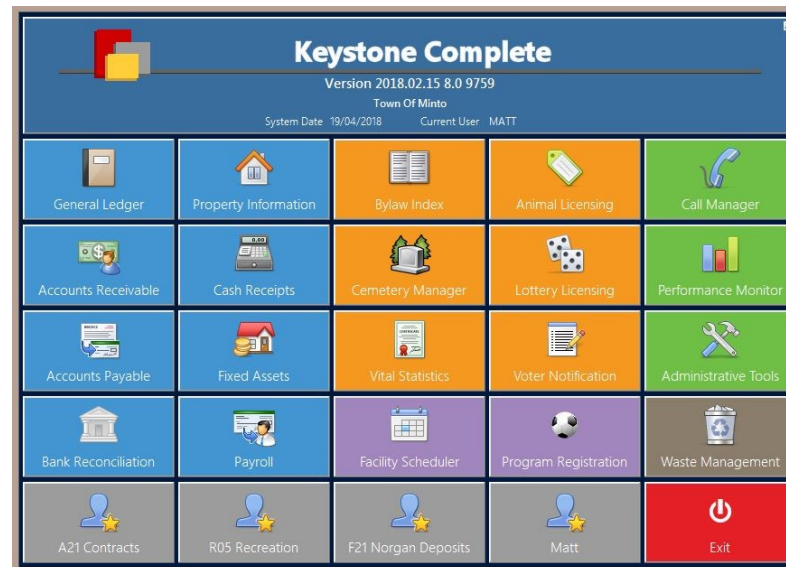 Keystone Complete
Version 2018.02.15 8.0 9759
Town Of Minto
System Date 19/04/2018 Current User MATT
General Ledger Property Information Bylaw Index Animal Licensing Call Manager
Accounts Receivable Cash Receipts Cemetery Manager Lottery Licensing Performance Monitor
Accounts Payable Fixed Assets Vital Statistics Voter Notification Administrative Tools
Bank Reconciliation Payroll Facility Scheduler Program Registration Waste Management
A21 Contracts R05 Recreation F21 Norgan Deposits Matt Exit